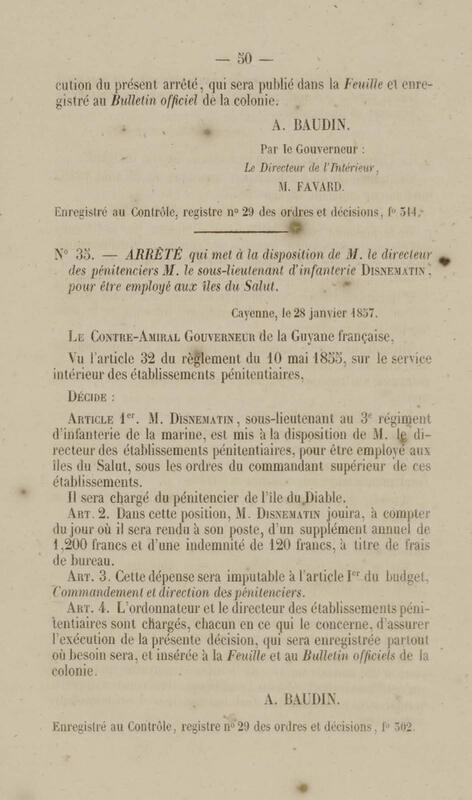 — 50 —
cution du présent arrêté, qui sera publié dans la Feuille et enre-
gistré au Bulletin officiel de la colonie.
A. BAUDIN.
Par le Gouverneur :
Le Directeur de l'Intérieur,
M. FAVARD.
Enregistré au Contrôle, registre n° 29 des ordres et décisions, f° 514.
N° 35. — ARRÊTÉ qui met à la disposition de M. le directeur
des pénitenciers M. le sous-lieutenant d'infanterie DISNEMATIN,
pour être employé aux îles du Salut.
Cayenne, le 28 janvier 1857.
LE CONTRE-AMIRAL GOUVERNEUR de la Guyane française,
Vu l'article 32 du règlement du 10 mai 1855, sur le service
intérieur des établissements pénitentiaires,
DÉCIDE :
ARTICLE 1er. M. DISNEMATIN, sous-lieutenant au 3e régiment
d'infanterie de la marine, est mis à la disposition de M. le di-
recteur des établissements pénitentiaires, pour être employé aux
îles du Salut, sous les ordres du commandant supérieur de ces
établissements.
Il sera chargé du pénitencier de l'île du Diable.
ART. 2. Dans cette position, M. DISNEMATIN jouira, à compter
du jour où il sera rendu à son poste, d'un supplément annuel de
1,200 francs et d'une indemnité de 120 francs, à titre de frais
de bureau.
ART. 3. Cette dépense sera imputable à l'article Ier du budget,
Commandement et direction des pénitenciers.
ART. 4. L'ordonnateur et le directeur des établissements péni-
tentiaires sont chargés, chacun en ce qui le concerne, d'assurer
l'exécution de la présente décision, qui sera enregistrée partout
où besoin sera, et insérée à la Feuille et au Bulletin officiels de la
colonie.
A. BAUDIN.
Enregistré au Contrôle, registre n° 29 des ordres et décisions, f° 502.